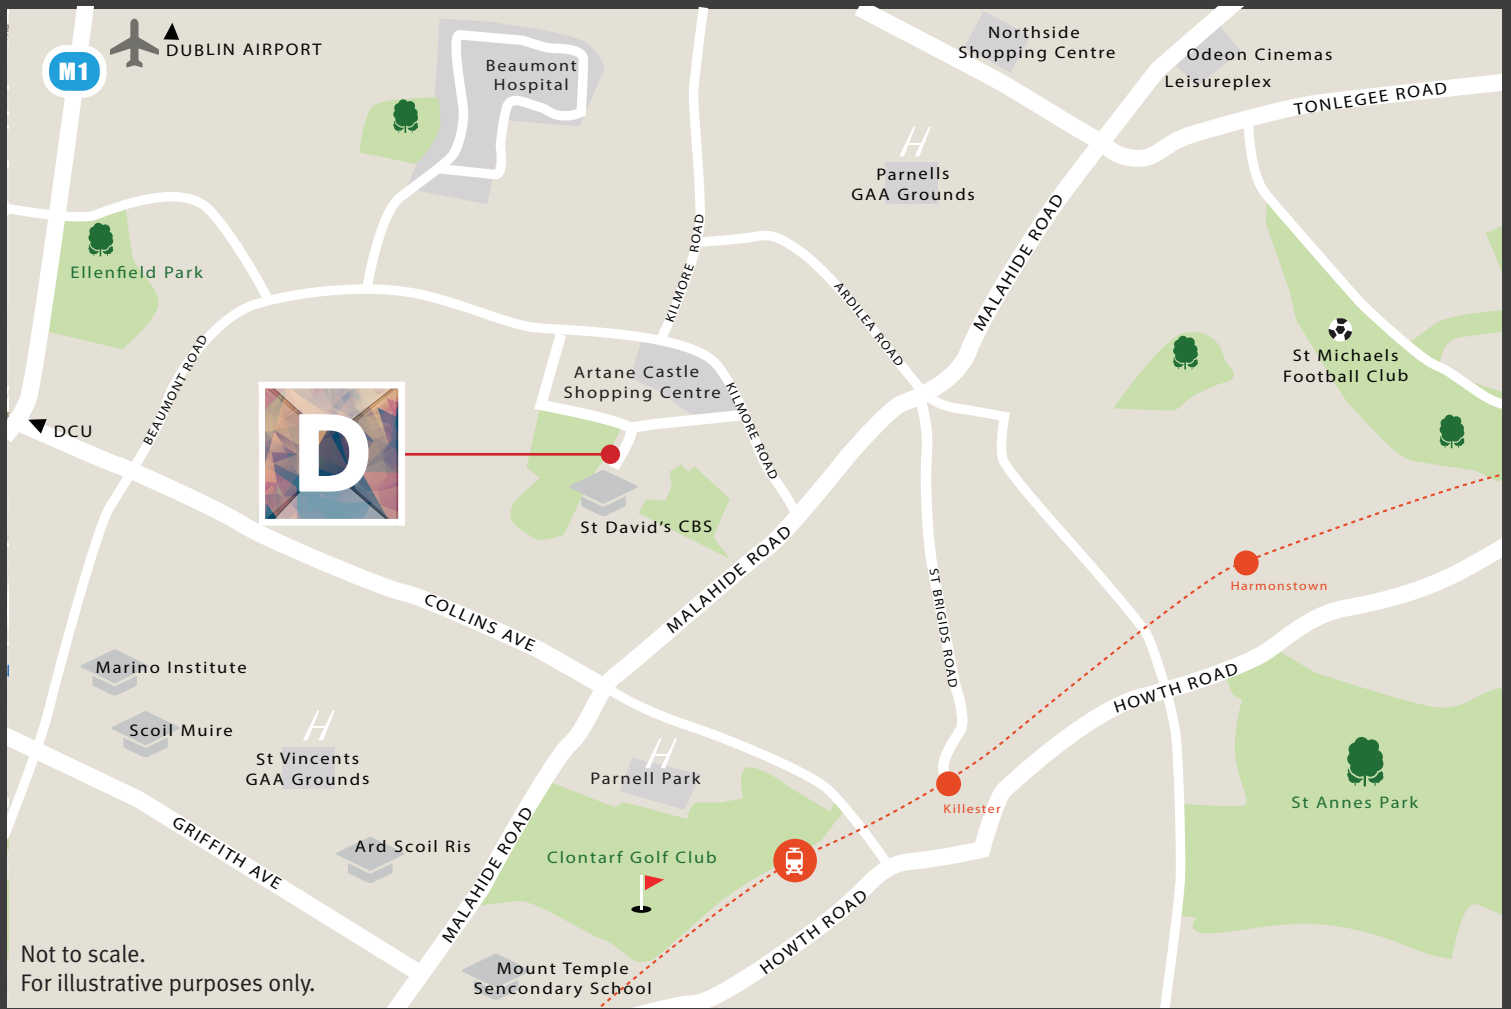 M1
DUBLIN AIRPORT
Beaumont
Hospital
Northside
Shopping Centre
Odeon Cinemas
Leisureplex
TONLEGEE ROAD
Parnells
GAA Grounds
MALAHIDE ROAD
KILMORE ROAD
Ellenfield Park
ARDILEA ROAD
BEAUMONT ROAD
St Michaels
Football Club
Artane Castle
Shopping Centre
KILMORE ROAD
DCU
D
St David's CBS
MALAHIDE ROAD
COLLINS AVE
ST BRIGIDS ROAD
Harmonstown
HOWTH ROAD
Marino Institute
Scoil Muire
St Vincents
GAA Grounds
Parnell Park
St Annes Park
Killester
GRIFFITH AVE
Ard Scoil Ris
MALAHIDE ROAD
Clontarf Golf Club
HOWTH ROAD
Mount Temple
Sencondary School
Not to scale.
For illustrative purposes only.